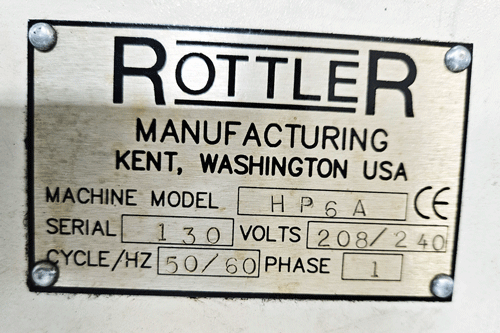 ROTTLER
MANUFACTURING
KENT, WASHINGTON USA
MACHINE MODEL HP6A CE
SERIAL 130 VOLTS 208/240
CYCLE/HZ 50/60 PHASE 1